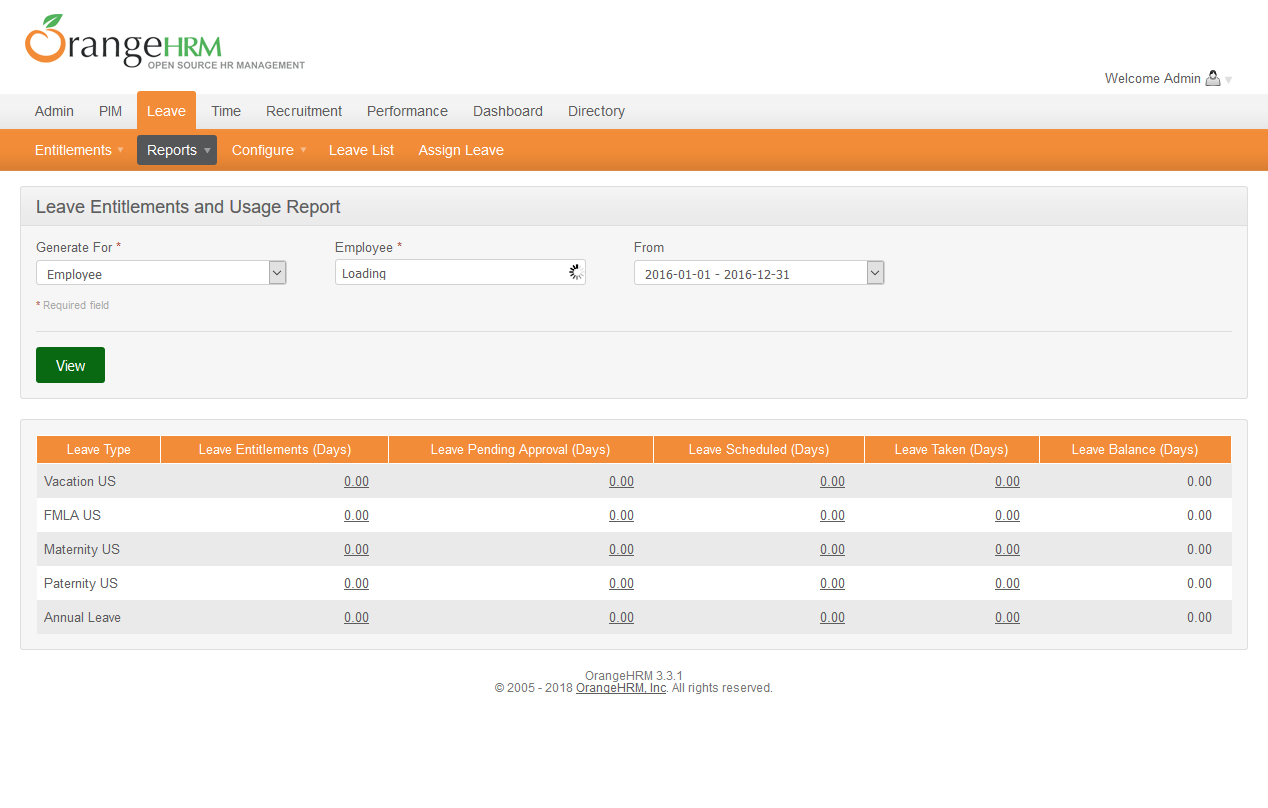 OrangeHRM
OPEN SOURCE HR MANAGEMENT
Welcome Admin
Admin PIM Leave Time Recruitment Performance Dashboard Directory
Entitlements Reports Configure Leave List Assign Leave
Leave Entitlements and Usage Report
Generate For * Employee * From
Employee Loading 2016-01-01 - 2016-12-31
* Required field
View
Leave Type Leave Entitlements (Days) Leave Pending Approval (Days) Leave Scheduled (Days) Leave Taken (Days) Leave Balance (Days)
Vacation US 0.00 0.00 0.00 0.00 0.00
FMLA US 0.00 0.00 0.00 0.00 0.00
Maternity US 0.00 0.00 0.00 0.00 0.00
Paternity US 0.00 0.00 0.00 0.00 0.00
Annual Leave 0.00 0.00 0.00 0.00 0.00
OrangeHRM 3.3.1
© 2005 - 2018 OrangeHRM, Inc. All rights reserved.